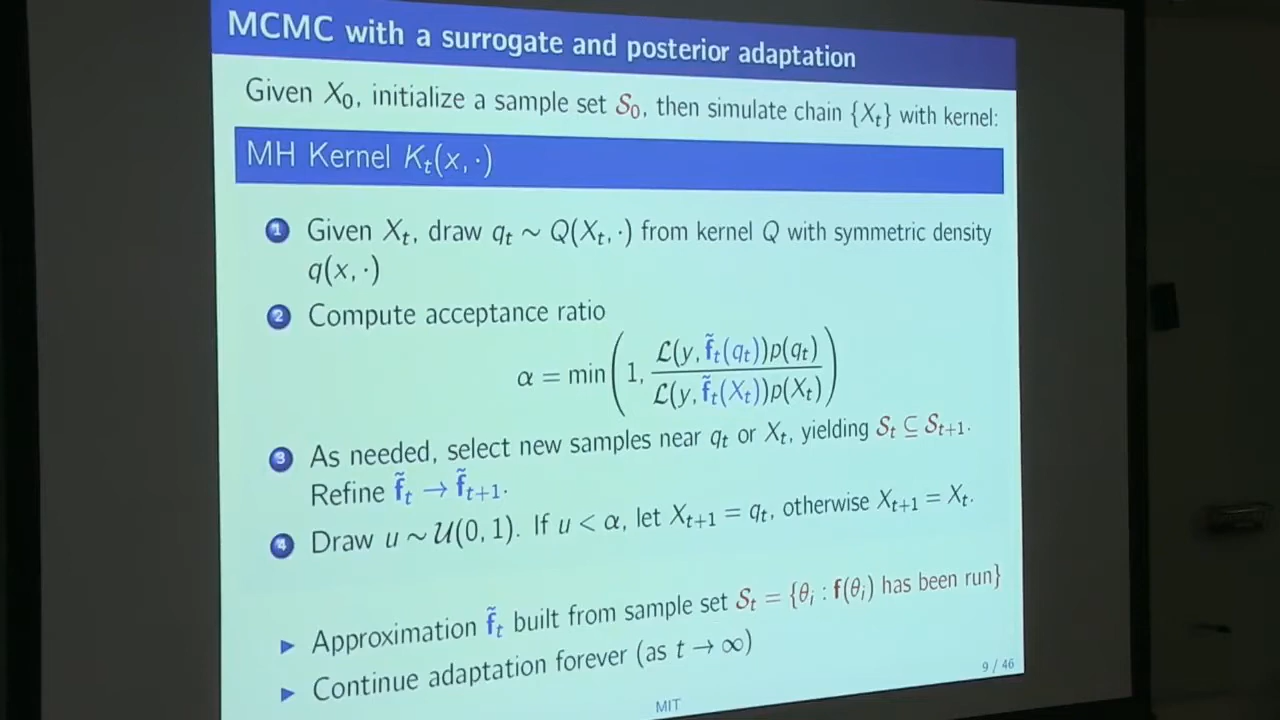 MCMC with a surrogate and posterior adaptation
Given X₀, initialize a sample set 𝒮₀, then simulate chain {Xₜ} with kernel:
MH Kernel Kₜ(x, ·)
1 Given Xₜ, draw qₜ ~ Q(Xₜ, ·) from kernel Q with symmetric density
q(x, ·)
2 Compute acceptance ratio
α = min(1, ℒ(y, f̃ₜ(qₜ))p(qₜ) / ℒ(y, f̃ₜ(Xₜ))p(Xₜ))
3 As needed, select new samples near qₜ or Xₜ, yielding 𝒮ₜ ⊆ 𝒮ₜ₊₁.
Refine f̃ₜ → f̃ₜ₊₁.
4 Draw u ~ 𝒰(0, 1). If u < α, let Xₜ₊₁ = qₜ, otherwise Xₜ₊₁ = Xₜ.
▶ Approximation f̃ₜ built from sample set 𝒮ₜ = {θᵢ : f(θᵢ) has been run}
▶ Continue adaptation forever (as t → ∞)
9 / 46
MIT